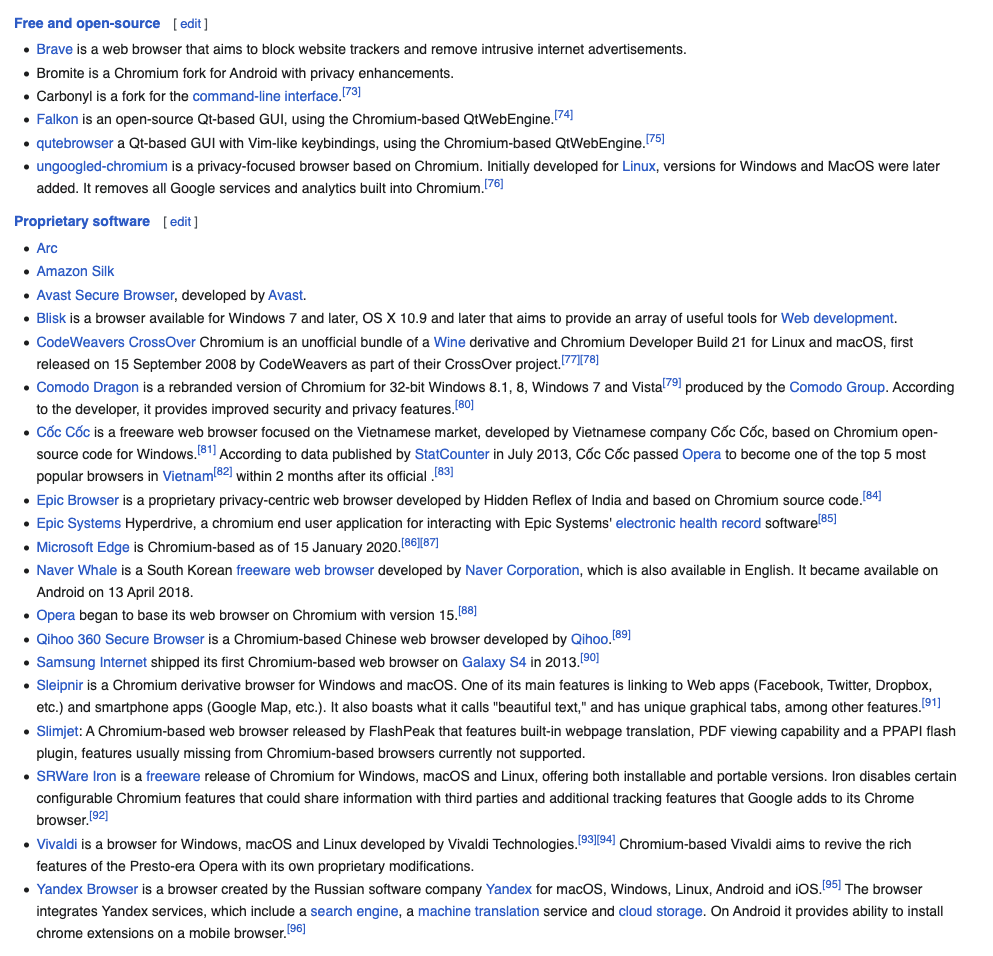 Free and open-source [ edit ]
• Brave is a web browser that aims to block website trackers and remove intrusive internet advertisements.
• Bromite is a Chromium fork for Android with privacy enhancements.
• Carbonyl is a fork for the command-line interface.[73]
• Falkon is an open-source Qt-based GUI, using the Chromium-based QtWebEngine.[74]
• qutebrowser a Qt-based GUI with Vim-like keybindings, using the Chromium-based QtWebEngine.[75]
• ungoogled-chromium is a privacy-focused browser based on Chromium. Initially developed for Linux, versions for Windows and MacOS were later
added. It removes all Google services and analytics built into Chromium.[76]
Proprietary software [ edit ]
• Arc
• Amazon Silk
• Avast Secure Browser, developed by Avast.
• Blisk is a browser available for Windows 7 and later, OS X 10.9 and later that aims to provide an array of useful tools for Web development.
• CodeWeavers CrossOver Chromium is an unofficial bundle of a Wine derivative and Chromium Developer Build 21 for Linux and macOS, first
released on 15 September 2008 by CodeWeavers as part of their CrossOver project.[77][78]
• Comodo Dragon is a rebranded version of Chromium for 32-bit Windows 8.1, 8, Windows 7 and Vista[79] produced by the Comodo Group. According
to the developer, it provides improved security and privacy features.[80]
• Cốc Cốc is a freeware web browser focused on the Vietnamese market, developed by Vietnamese company Cốc Cốc, based on Chromium open-
source code for Windows.[81] According to data published by StatCounter in July 2013, Cốc Cốc passed Opera to become one of the top 5 most
popular browsers in Vietnam[82] within 2 months after its official .[83]
• Epic Browser is a proprietary privacy-centric web browser developed by Hidden Reflex of India and based on Chromium source code.[84]
• Epic Systems Hyperdrive, a chromium end user application for interacting with Epic Systems' electronic health record software[85]
• Microsoft Edge is Chromium-based as of 15 January 2020.[86][87]
• Naver Whale is a South Korean freeware web browser developed by Naver Corporation, which is also available in English. It became available on
Android on 13 April 2018.
• Opera began to base its web browser on Chromium with version 15.[88]
• Qihoo 360 Secure Browser is a Chromium-based Chinese web browser developed by Qihoo.[89]
• Samsung Internet shipped its first Chromium-based web browser on Galaxy S4 in 2013.[90]
• Sleipnir is a Chromium derivative browser for Windows and macOS. One of its main features is linking to Web apps (Facebook, Twitter, Dropbox,
etc.) and smartphone apps (Google Map, etc.). It also boasts what it calls "beautiful text," and has unique graphical tabs, among other features.[91]
• Slimjet: A Chromium-based web browser released by FlashPeak that features built-in webpage translation, PDF viewing capability and a PPAPI flash
plugin, features usually missing from Chromium-based browsers currently not supported.
• SRWare Iron is a freeware release of Chromium for Windows, macOS and Linux, offering both installable and portable versions. Iron disables certain
configurable Chromium features that could share information with third parties and additional tracking features that Google adds to its Chrome
browser.[92]
• Vivaldi is a browser for Windows, macOS and Linux developed by Vivaldi Technologies.[93][94] Chromium-based Vivaldi aims to revive the rich
features of the Presto-era Opera with its own proprietary modifications.
• Yandex Browser is a browser created by the Russian software company Yandex for macOS, Windows, Linux, Android and iOS.[95] The browser
integrates Yandex services, which include a search engine, a machine translation service and cloud storage. On Android it provides ability to install
chrome extensions on a mobile browser.[96]